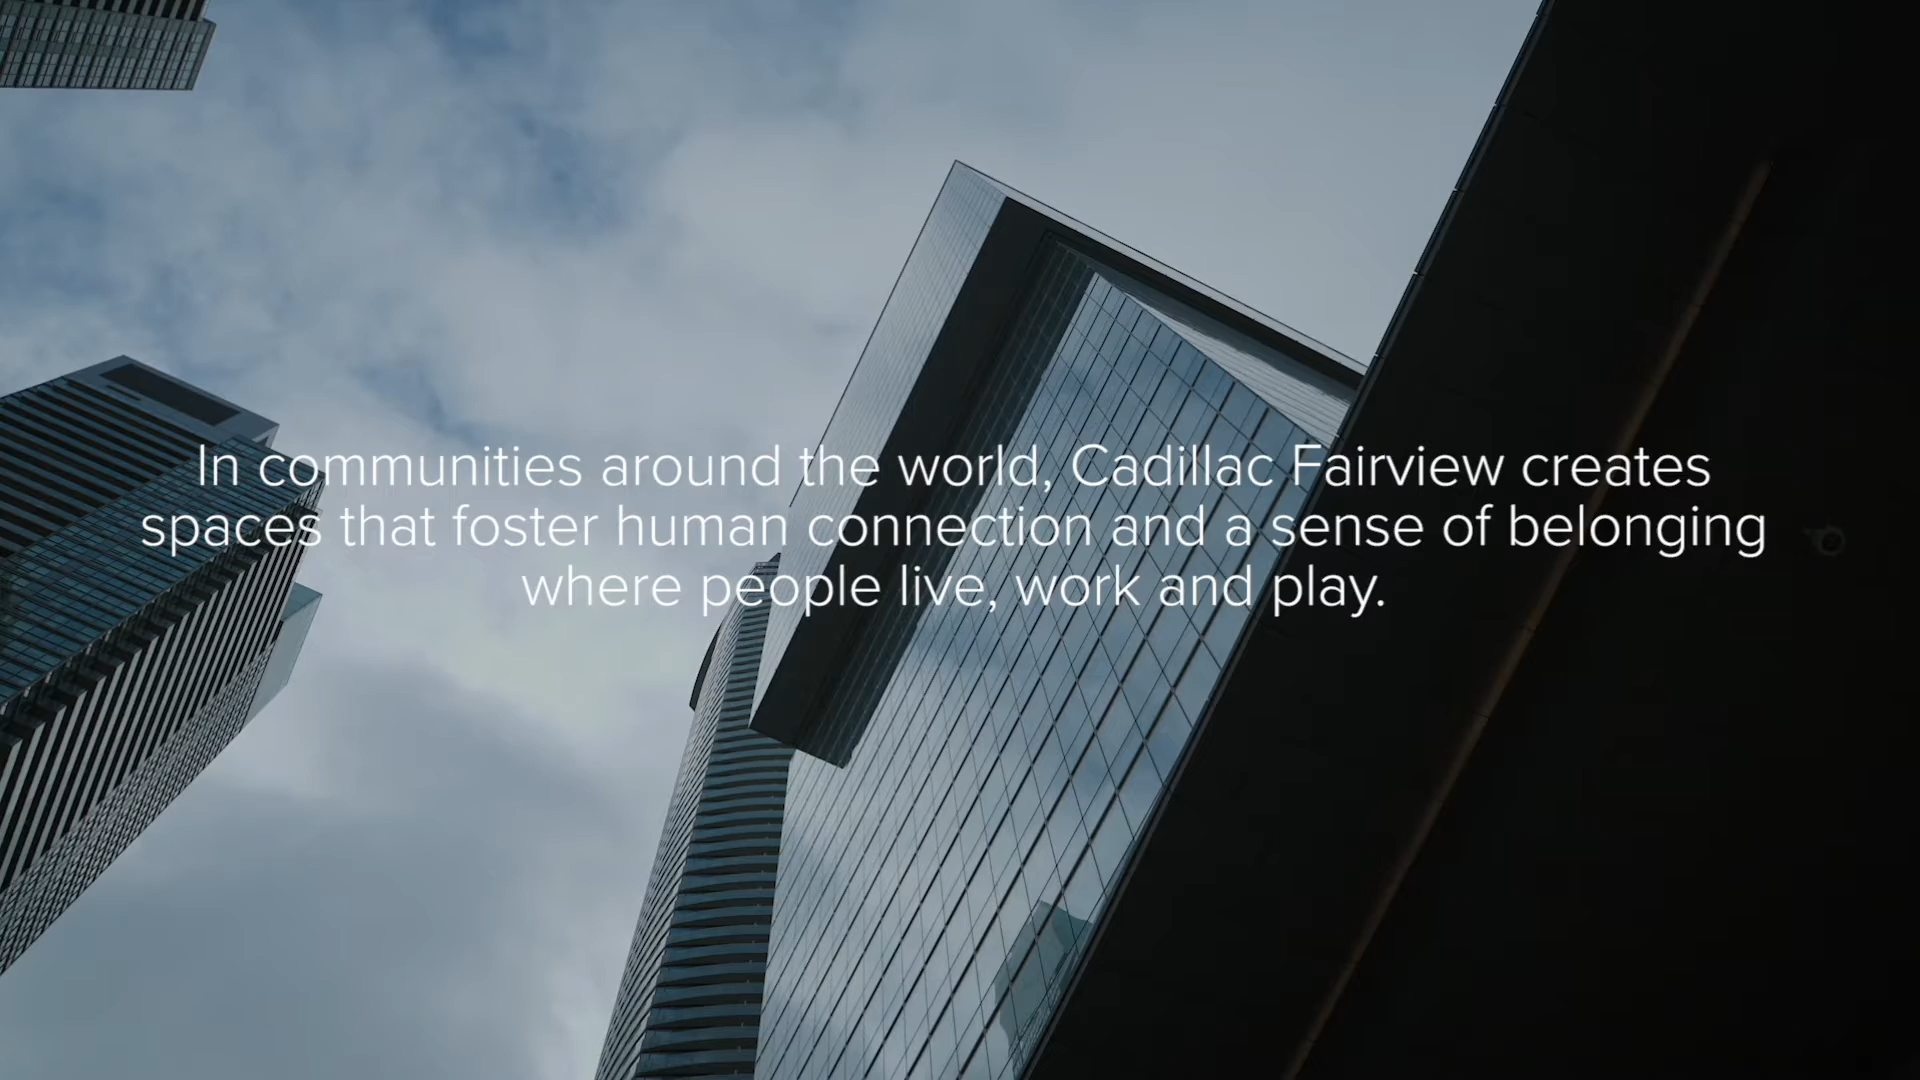 In communities around the world, Cadillac Fairview creates
spaces that foster human connection and a sense of belonging
where people live, work and play.